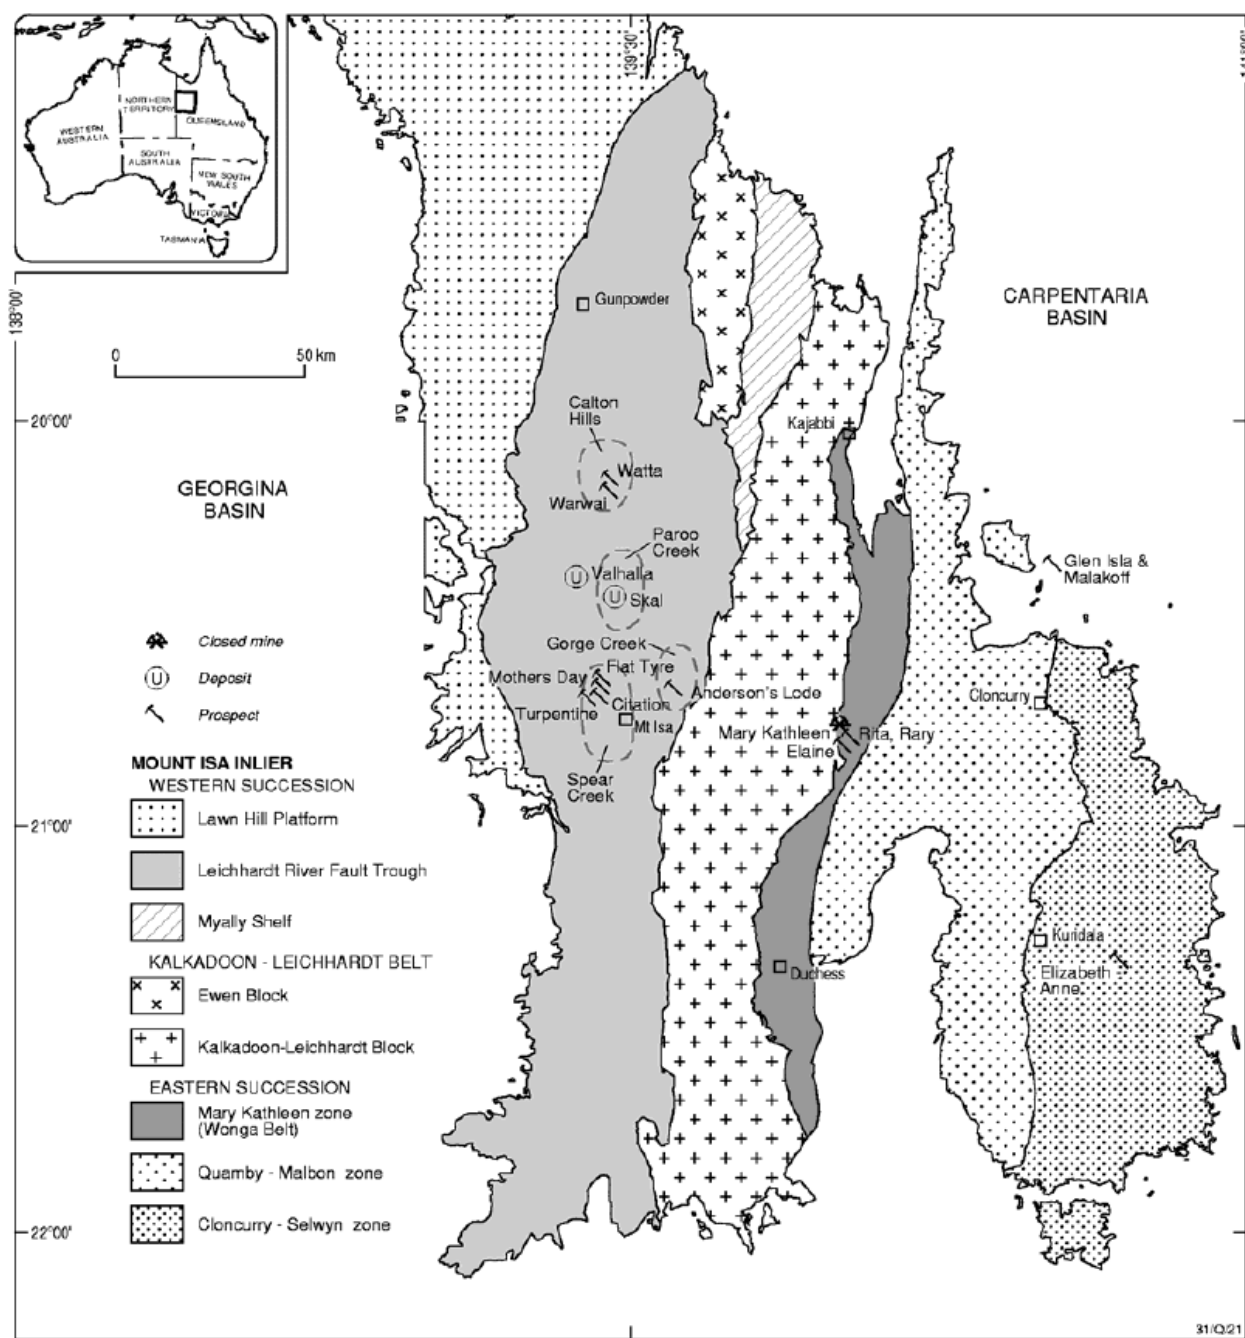 NORTHERN
TERRITORY
QUEENSLAND
WESTERN
AUSTRALIA
SOUTH
AUSTRALIA
NEW SOUTH
WALES
VICTORIA
TASMANIA
139°30'
138°00'
0
50 km
Gunpowder
CARPENTARIA
BASIN
Calton
Hills
20°00'
Kajabbi
Watta
Warwai
GEORGINA
BASIN
Paroo
Creek
Valhalla
U
U
Skal
Glen Isla &
Malakoff
Closed mine
U
Deposit
Prospect
Gorge Creek
Flat Tyre
Mothers Day
Anderson's Lode
Citation
Turpentine
Mt Isa
Cloncurry
Mary Kathleen
Rita, Rary
Elaine
Spear
Creek
MOUNT ISA INLIER
WESTERN SUCCESSION
Lawn Hill Platform
21°00'
Leichhardt River Fault Trough
Myally Shelf
KALKADOON - LEICHHARDT BELT
Ewen Block
Kalkadoon-Leichhardt Block
EASTERN SUCCESSION
Mary Kathleen zone
(Wonga Belt)
Quamby - Malbon zone
Cloncurry - Selwyn zone
Kuridala
Elizabeth
Anne
Duchess
22°00'
31/Q/21